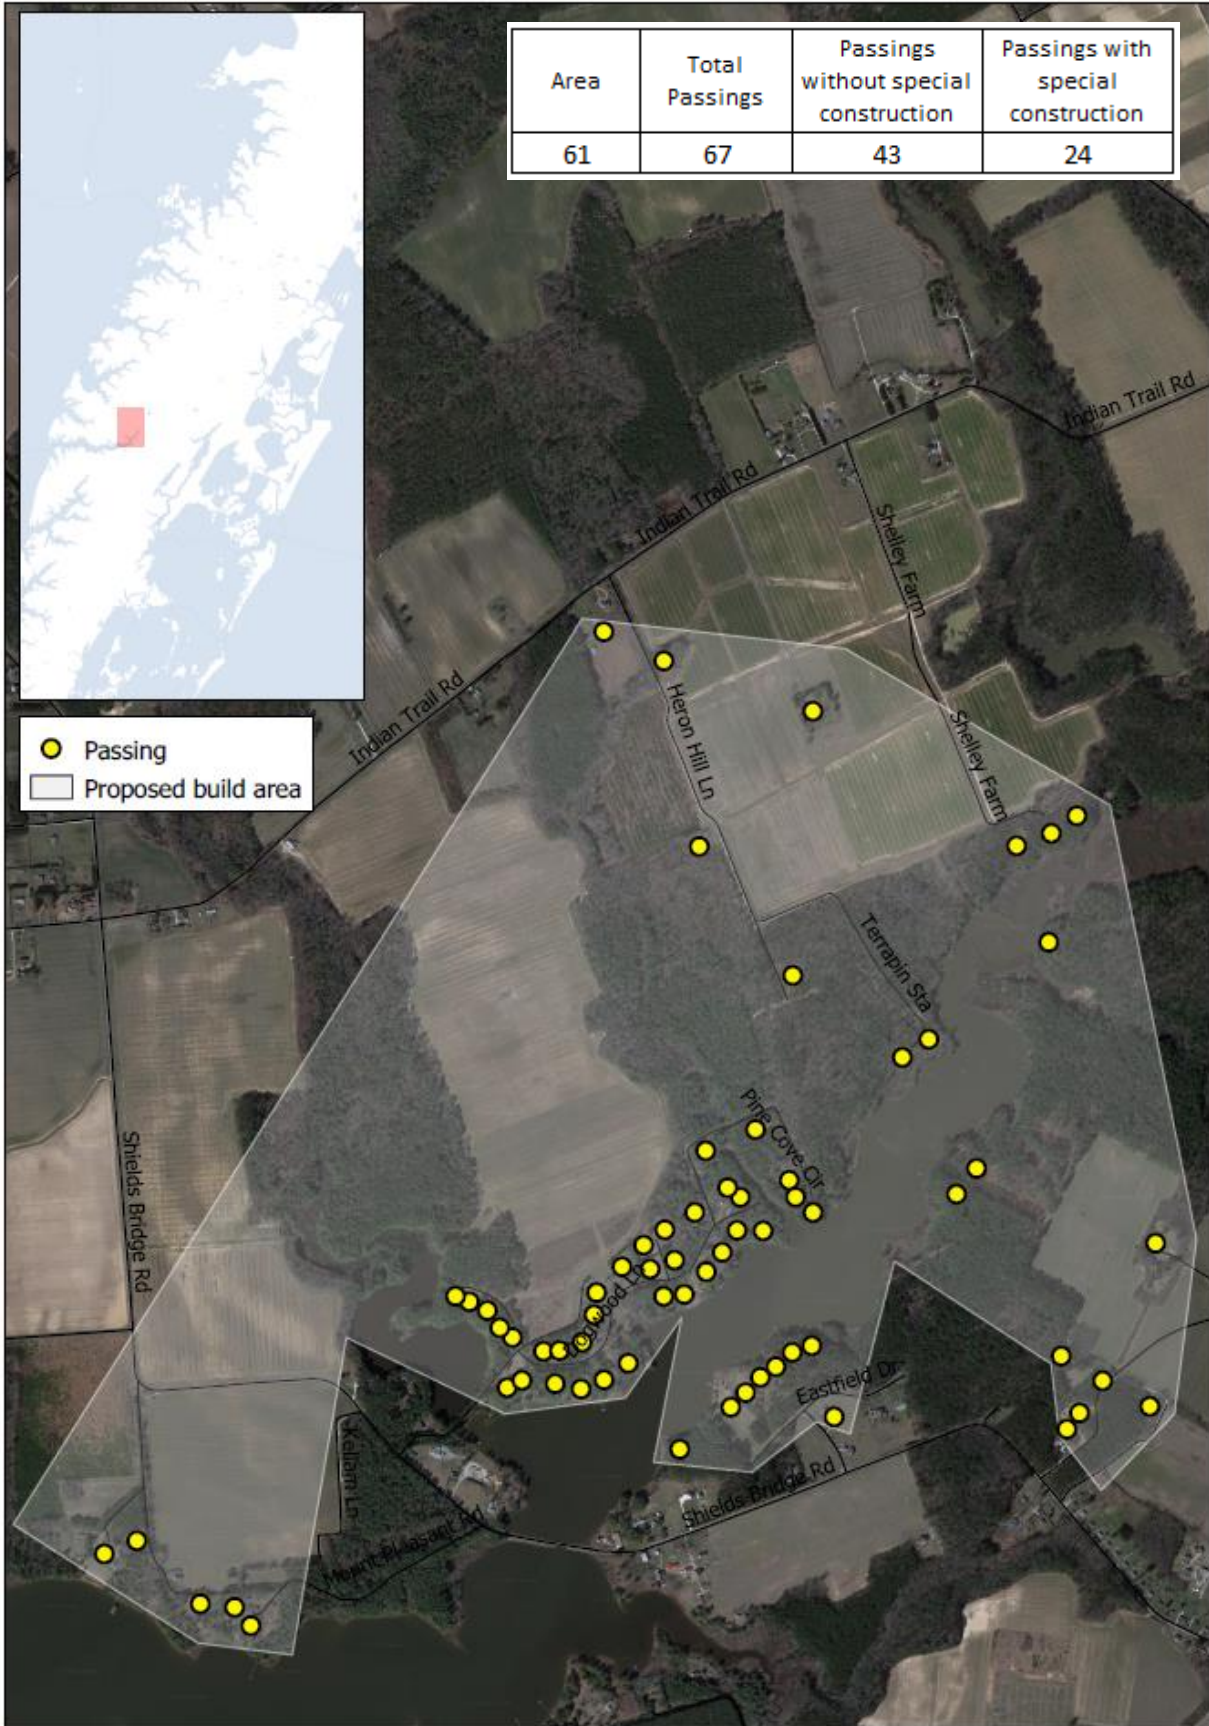 Area
Total
Passings
Passings
without special
construction
Passings with
special
construction
61
67
43
24
Passing
Proposed build area
Indian Trail Rd
Indian Trail Rd
Indian Trail Rd
Shelley Farm
Shelley Farm
Heron Hill Ln
Terrapin Sta
Pine Cove Cir
Shields Bridge Rd
Eastfield Dr
Kellam Ln
Mount Pleasant Rd
Shields Bridge Rd